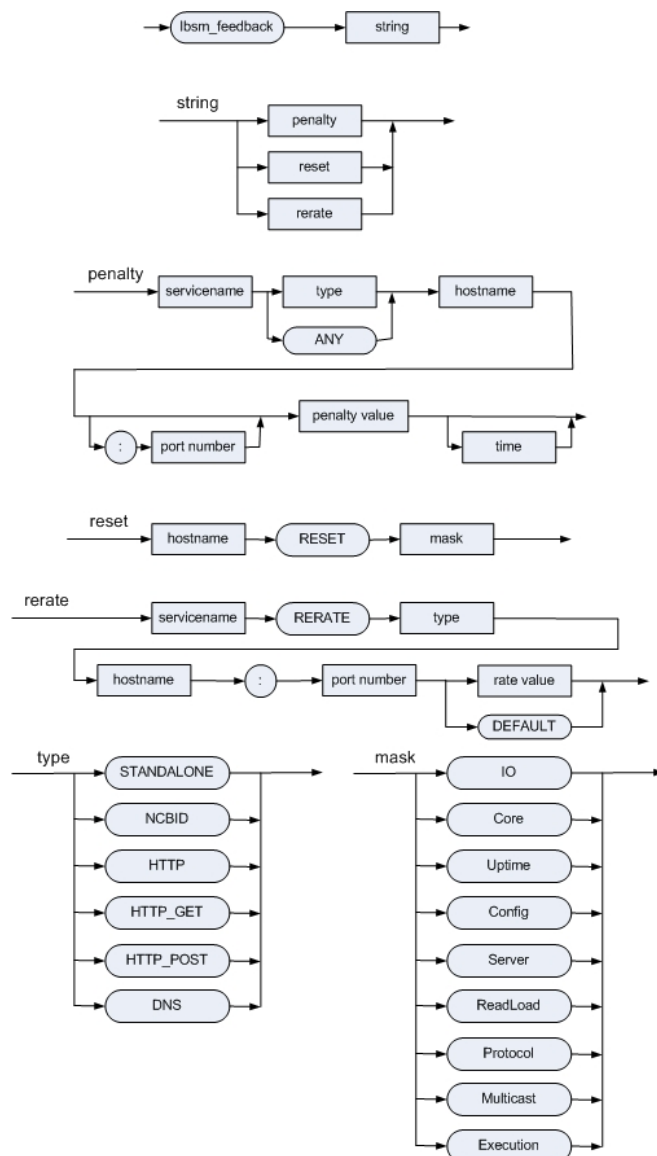 lbsm_feedback string
string
penalty
reset
rerate
penalty
servicename type hostname
ANY
penalty value
: port number time
reset
hostname RESET mask
rerate
servicename RERATE type
hostname : port number rate value
DEFAULT
type
STANDALONE
NCBID
HTTP
HTTP_GET
HTTP_POST
DNS
mask
IO
Core
Uptime
Config
Server
ReadLoad
Protocol
Multicast
Execution